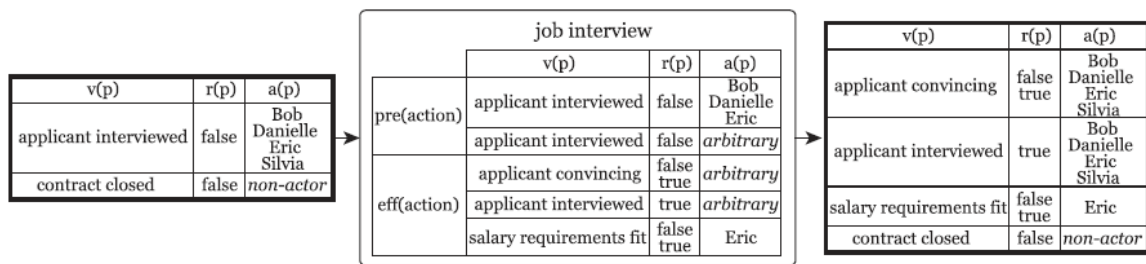 v(p) r(p) a(p)
applicant interviewed false Bob
Danielle
Eric
Silvia
contract closed false non-actor
job interview
v(p) r(p) a(p)
pre(action) applicant interviewed false Bob
Danielle
Eric
applicant interviewed false arbitrary
eff(action) applicant convincing false
true arbitrary
applicant interviewed true arbitrary
salary requirements fit false
true Eric
v(p) r(p) a(p)
applicant convincing false
true Bob
Danielle
Eric
Silvia
applicant interviewed true Bob
Danielle
Eric
Silvia
salary requirements fit false
true Eric
contract closed false non-actor